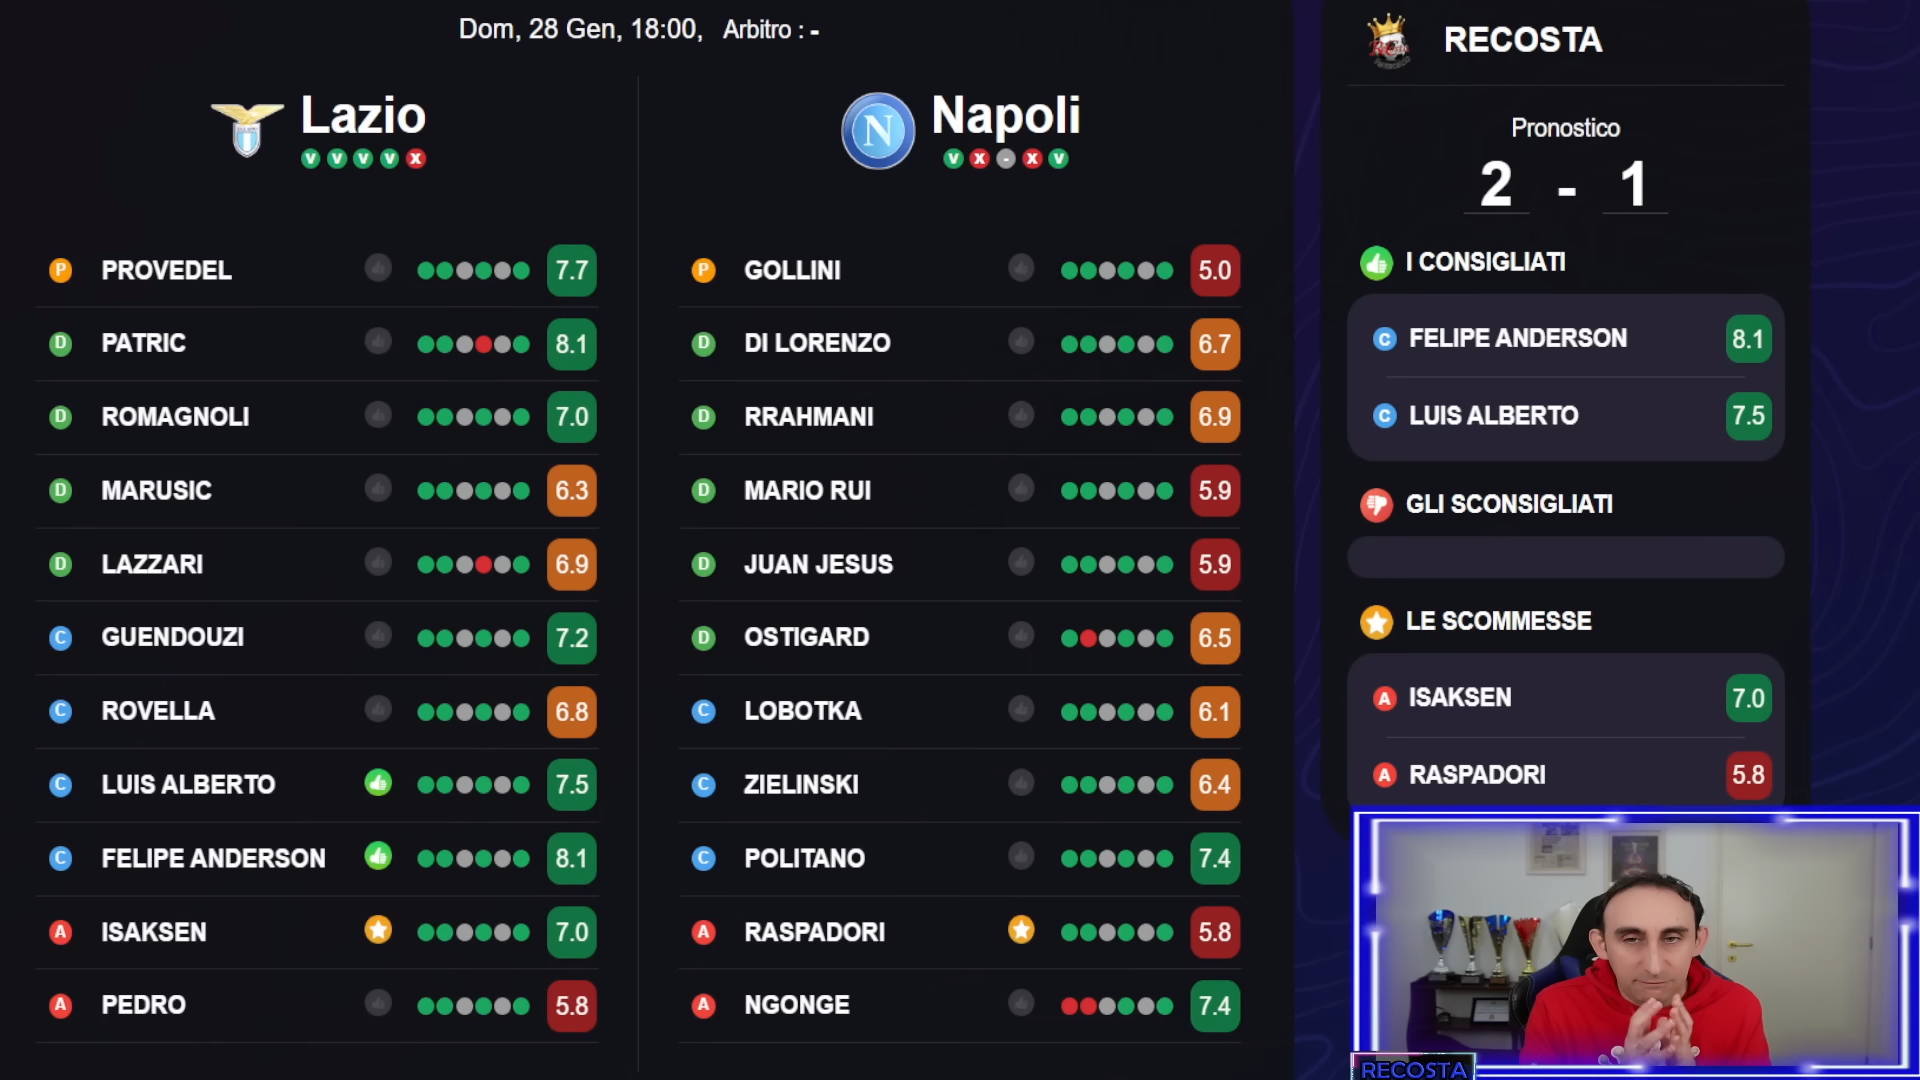 Dom, 28 Gen, 18:00, Arbitro : -
Lazio
V V V V X
P PROVEDEL 7.7
D PATRIC 8.1
D ROMAGNOLI 7.0
D MARUSIC 6.3
D LAZZARI 6.9
C GUENDOUZI 7.2
C ROVELLA 6.8
C LUIS ALBERTO 7.5
C FELIPE ANDERSON 8.1
A ISAKSEN 7.0
A PEDRO 5.8
N
Napoli
V X - X V
P GOLLINI 5.0
D DI LORENZO 6.7
D RRAHMANI 6.9
D MARIO RUI 5.9
D JUAN JESUS 5.9
D OSTIGARD 6.5
C LOBOTKA 6.1
C ZIELINSKI 6.4
C POLITANO 7.4
A RASPADORI 5.8
A NGONGE 7.4
RECOSTA
Pronostico
2 - 1
I CONSIGLIATI
C FELIPE ANDERSON 8.1
C LUIS ALBERTO 7.5
GLI SCONSIGLIATI
LE SCOMMESSE
A ISAKSEN 7.0
A RASPADORI 5.8
RECOSTA